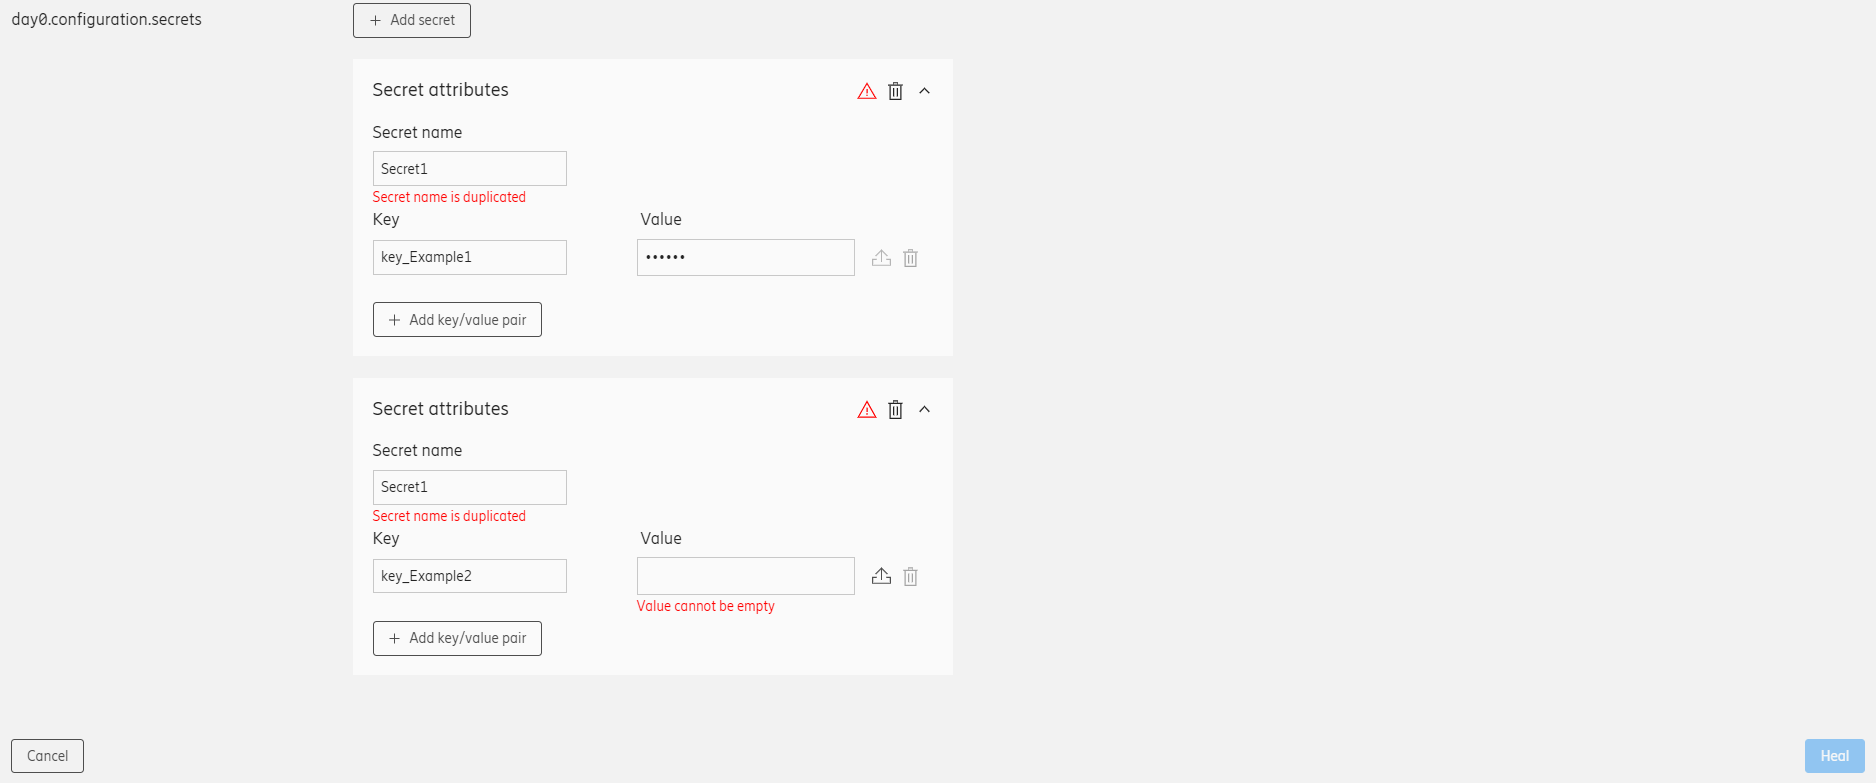 day0.configuration.secrets
+ Add secret
Secret attributes
Secret name
Secret1
Secret name is duplicated
Key Value
key_Example1 ••••••
+ Add key/value pair
Secret attributes
Secret name
Secret1
Secret name is duplicated
Key Value
key_Example2
Value cannot be empty
+ Add key/value pair
Cancel Heal